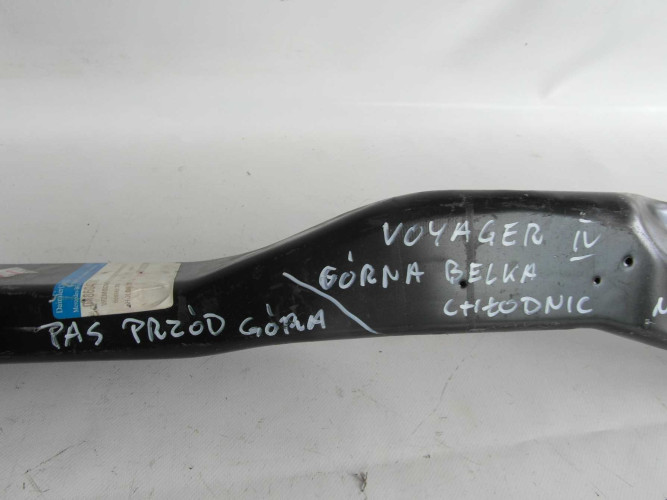 VOYAGER IV
GÓRNA BELKA
CHŁODNIC
PAS PRZÓD GÓRA